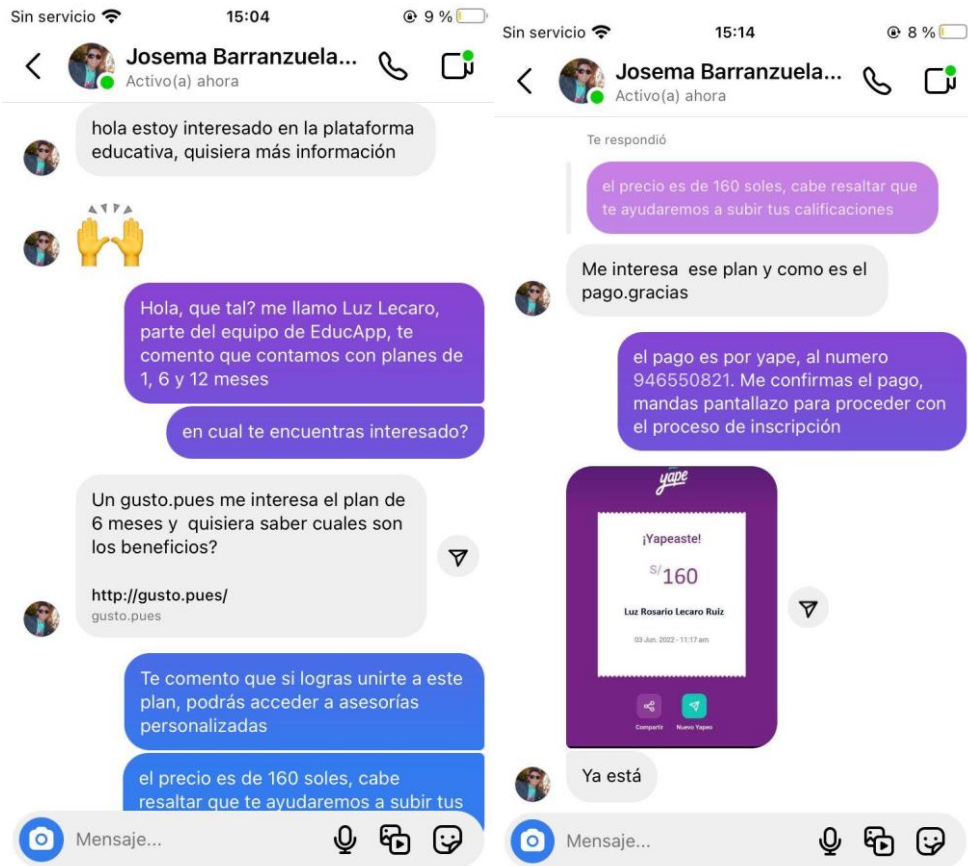 Sin servicio 15:04 9 %
Josema Barranzuela...
Activo(a) ahora
hola estoy interesado en la plataforma
educativa, quisiera más información
Hola, que tal? me llamo Luz Lecaro,
parte del equipo de EducApp, te
comento que contamos con planes de
1, 6 y 12 meses
en cual te encuentras interesado?
Un gusto.pues me interesa el plan de
6 meses y quisiera saber cuales son
los beneficios?
http://gusto.pues/
gusto.pues
Te comento que si logras unirte a este
plan, podrás acceder a asesorías
personalizadas
el precio es de 160 soles, cabe
resaltar que te ayudaremos a subir tus
Mensaje...
Sin servicio 15:14 8 %
Josema Barranzuela...
Activo(a) ahora
Te respondió
el precio es de 160 soles, cabe resaltar que
te ayudaremos a subir tus calificaciones
Me interesa ese plan y como es el
pago.gracias
el pago es por yape, al numero
946550821. Me confirmas el pago,
mandas pantallazo para proceder con
el proceso de inscripción
yape
¡Yapeaste!
S/160
Luz Rosario Lecaro Ruiz
03 Jun. 2022 - 11:17 am
Compartir Nuevo Yapeo
Ya está
Mensaje...